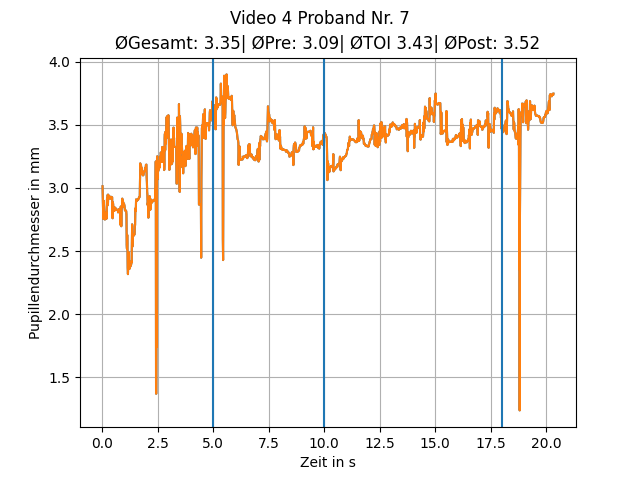 Video 4 Proband Nr. 7
ØGesamt: 3.35| ØPre: 3.09| ØTOI 3.43| ØPost: 3.52
4.0
3.5
3.0
2.5
2.0
1.5
Pupillendurchmesser in mm
0.0 2.5 5.0 7.5 10.0 12.5 15.0 17.5 20.0
Zeit in s